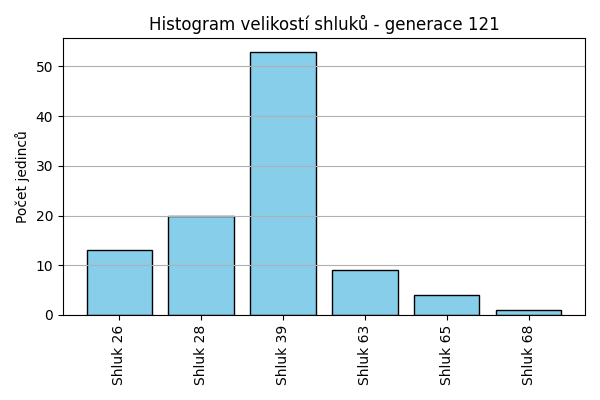 Histogram velikostí shluků - generace 121
Počet jedinců
50
40
30
20
10
0
Shluk 26
Shluk 28
Shluk 39
Shluk 63
Shluk 65
Shluk 68